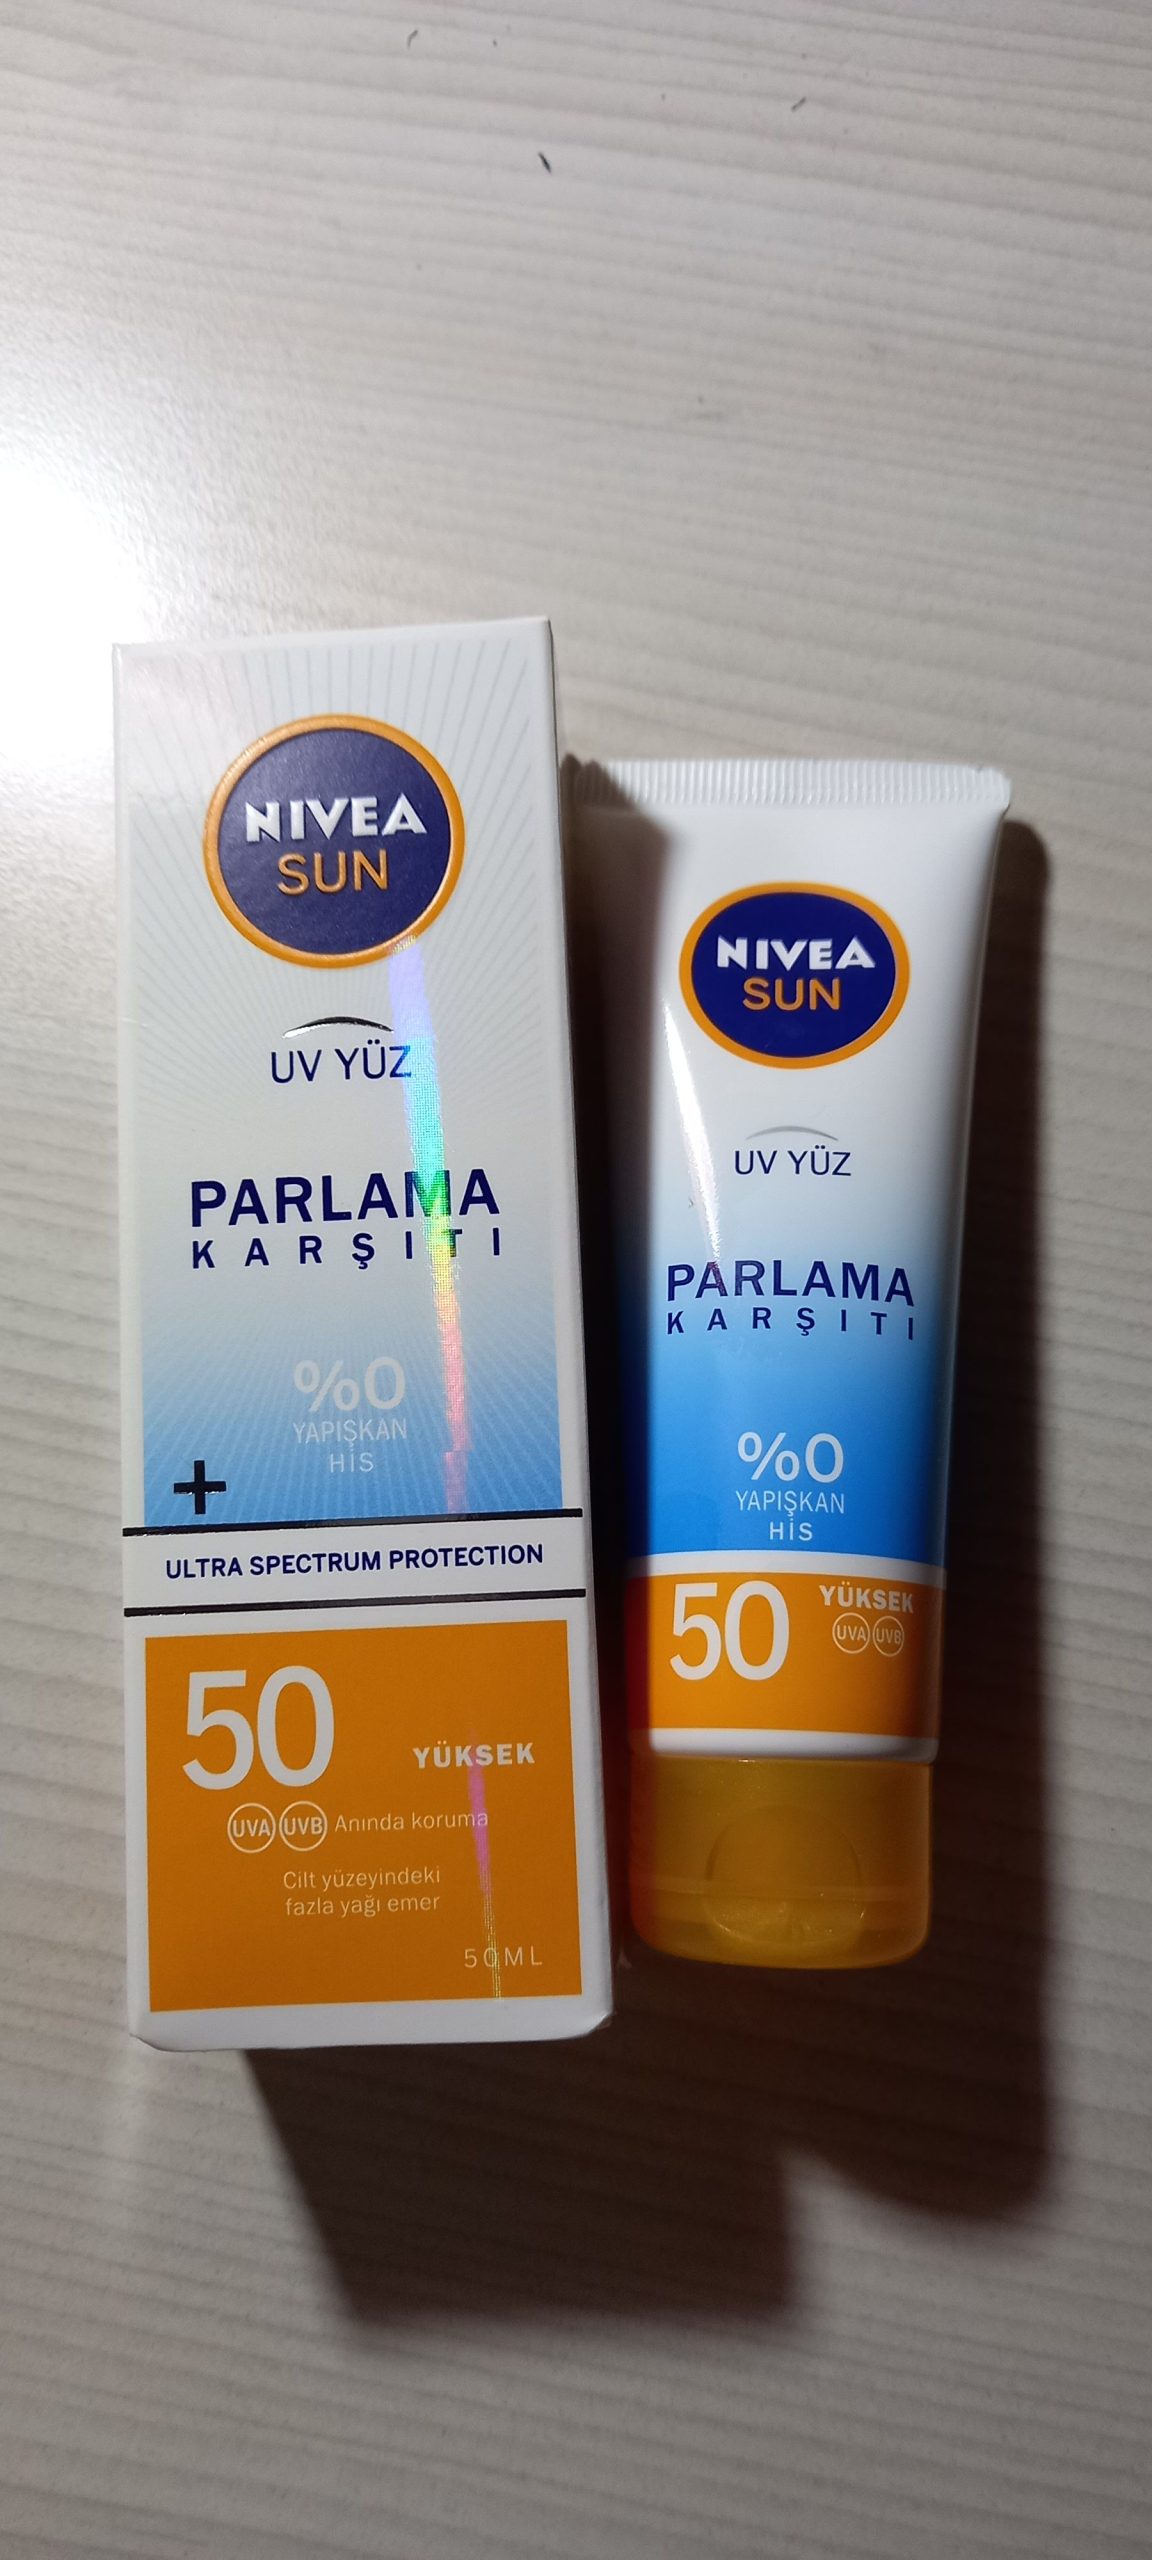 NIVEA
SUN
UV YÜZ
PARLAMA
KARŞITI
%0
YAPIŞKAN
HİS
+
ULTRA SPECTRUM PROTECTION
50
YÜKSEK
UVA UVB Anında koruma
Cilt yüzeyindeki
fazla yağı emer
50ML
NIVEA
SUN
UV YÜZ
PARLAMA
KARŞITI
%0
YAPIŞKAN
HİS
50
YÜKSEK
UVA UVB